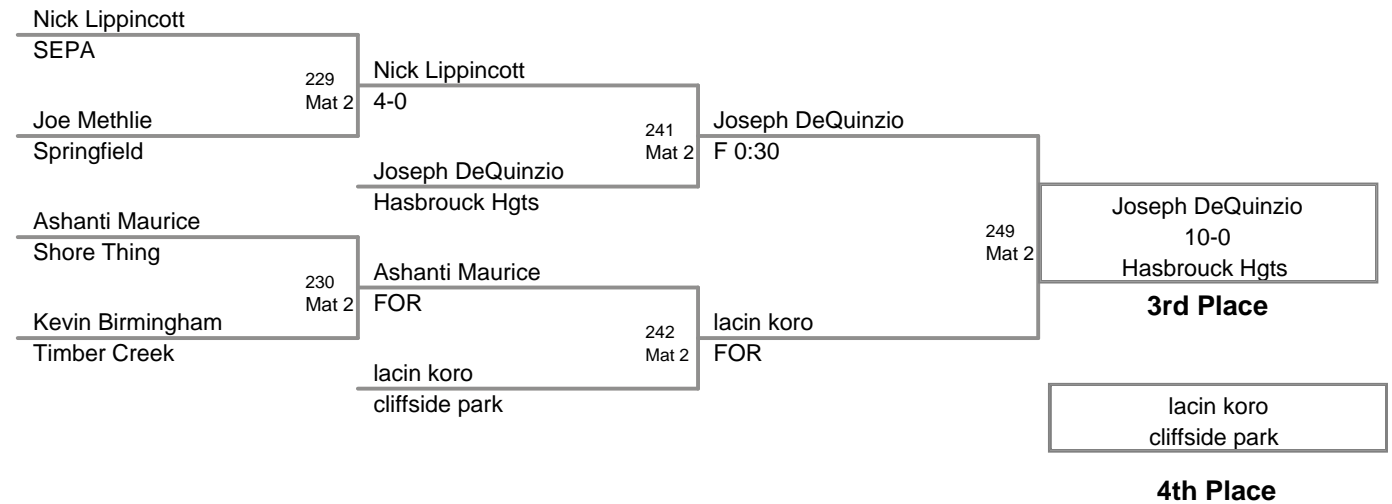 Nick Lippincott
SEPA
229
Mat 2
Nick Lippincott
4-0
Joe Methlie
Springfield
241
Mat 2
Joseph DeQuinzio
F 0:30
Joseph DeQuinzio
Hasbrouck Hgts
Ashanti Maurice
Shore Thing
249
Mat 2
Joseph DeQuinzio
10-0
Hasbrouck Hgts
3rd Place
230
Mat 2
Ashanti Maurice
FOR
Kevin Birmingham
Timber Creek
242
Mat 2
lacin koro
FOR
lacin koro
cliffside park
lacin koro
cliffside park
4th Place